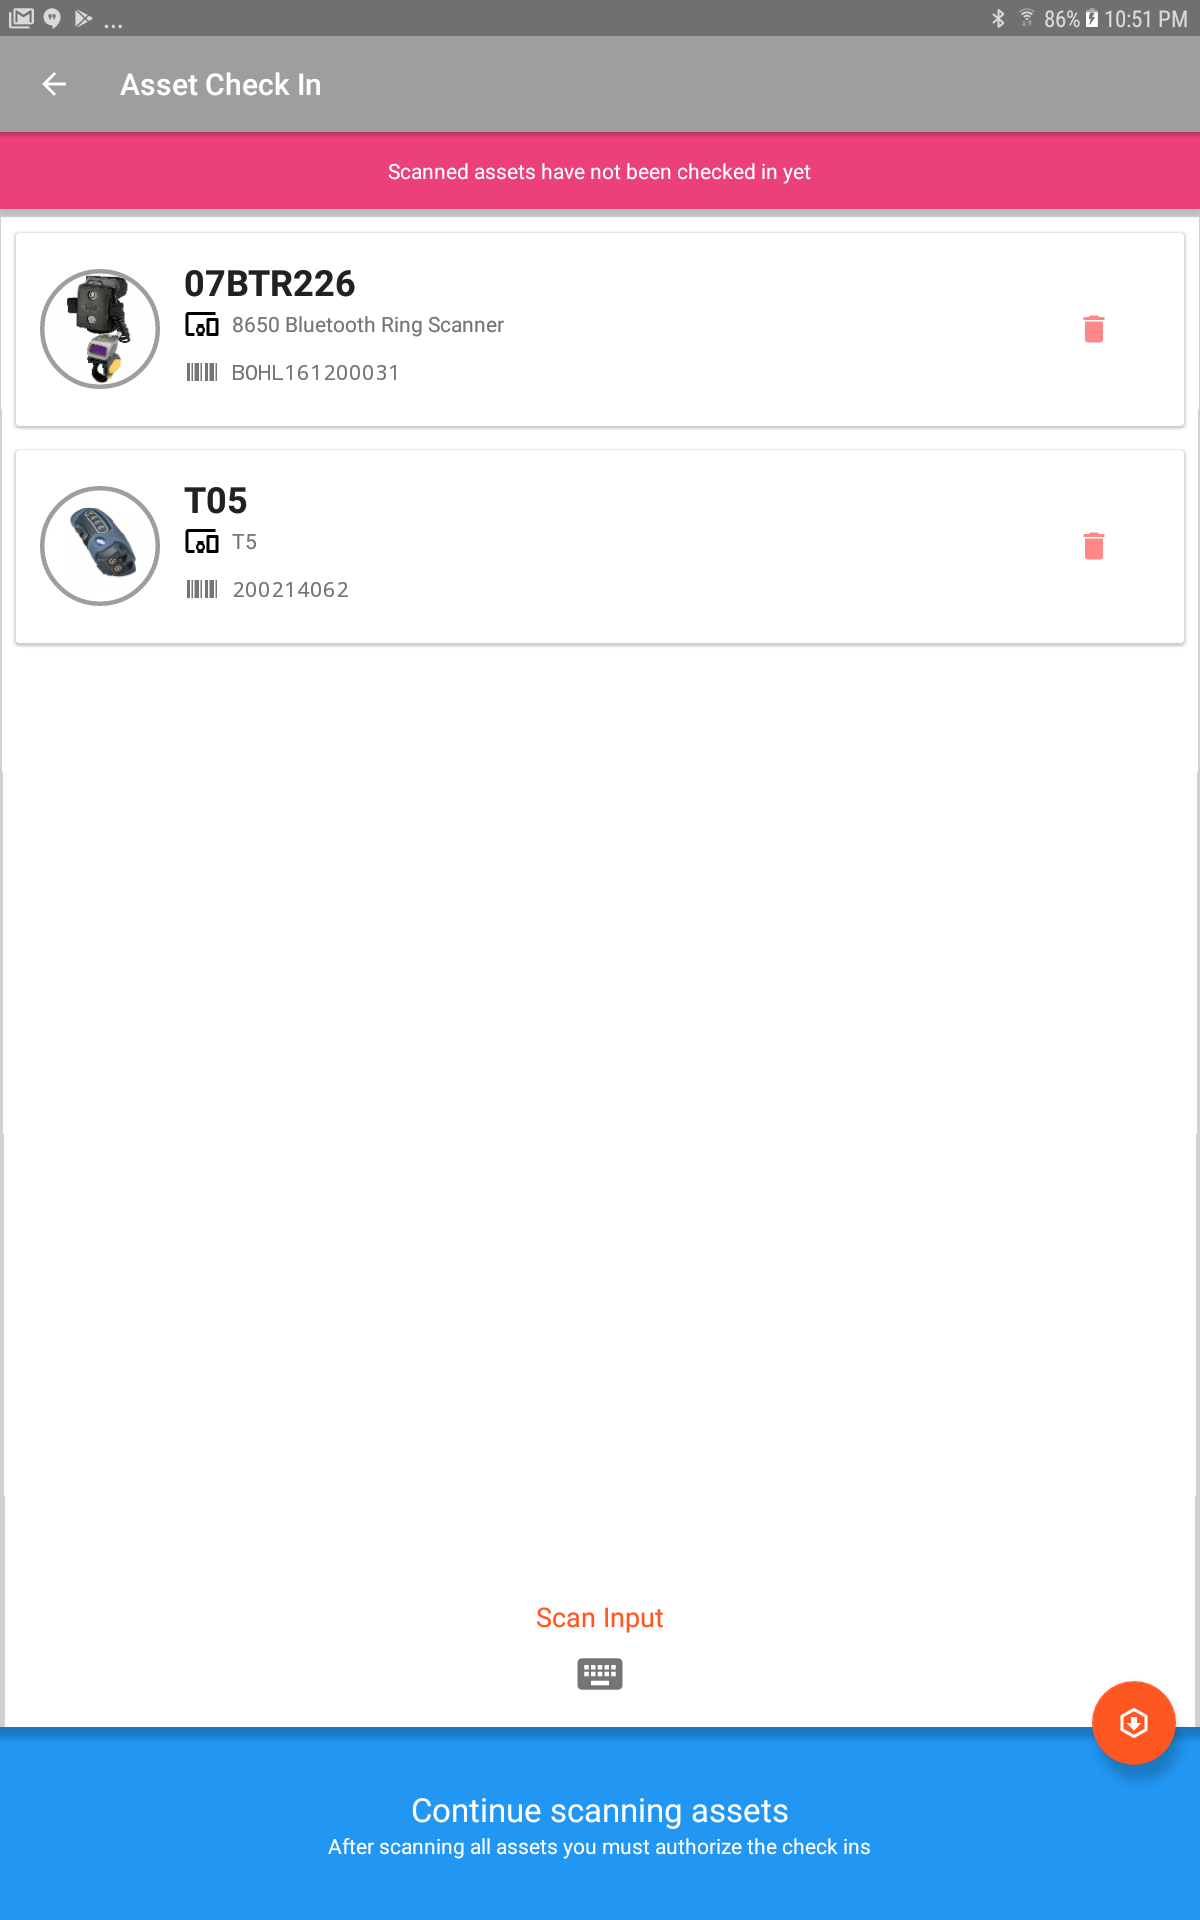 ... 86% 10:51 PM
Asset Check In
Scanned assets have not been checked in yet
07BTR226
8650 Bluetooth Ring Scanner
B0HL161200031
T05
T5
200214062
Scan Input
Continue scanning assets
After scanning all assets you must authorize the check ins